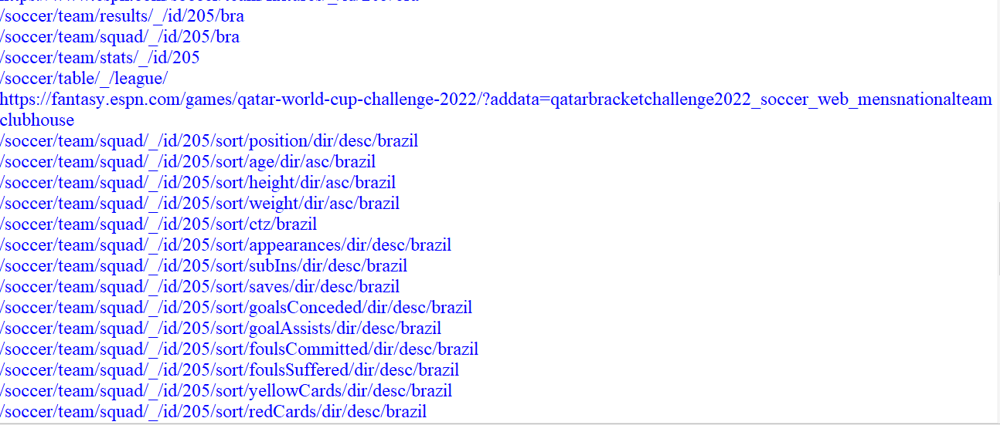 /soccer/team/results/_/id/205/bra
/soccer/team/squad/_/id/205/bra
/soccer/team/stats/_/id/205
/soccer/table/_/league/
https://fantasy.espn.com/games/qatar-world-cup-challenge-2022/?addata=qatarbracketchallenge2022_soccer_web_mensnationalteam
clubhouse
/soccer/team/squad/_/id/205/sort/position/dir/desc/brazil
/soccer/team/squad/_/id/205/sort/age/dir/asc/brazil
/soccer/team/squad/_/id/205/sort/height/dir/asc/brazil
/soccer/team/squad/_/id/205/sort/weight/dir/asc/brazil
/soccer/team/squad/_/id/205/sort/ctz/brazil
/soccer/team/squad/_/id/205/sort/appearances/dir/desc/brazil
/soccer/team/squad/_/id/205/sort/subIns/dir/desc/brazil
/soccer/team/squad/_/id/205/sort/saves/dir/desc/brazil
/soccer/team/squad/_/id/205/sort/goalsConceded/dir/desc/brazil
/soccer/team/squad/_/id/205/sort/goalAssists/dir/desc/brazil
/soccer/team/squad/_/id/205/sort/foulsCommitted/dir/desc/brazil
/soccer/team/squad/_/id/205/sort/foulsSuffered/dir/desc/brazil
/soccer/team/squad/_/id/205/sort/yellowCards/dir/desc/brazil
/soccer/team/squad/_/id/205/sort/redCards/dir/desc/brazil